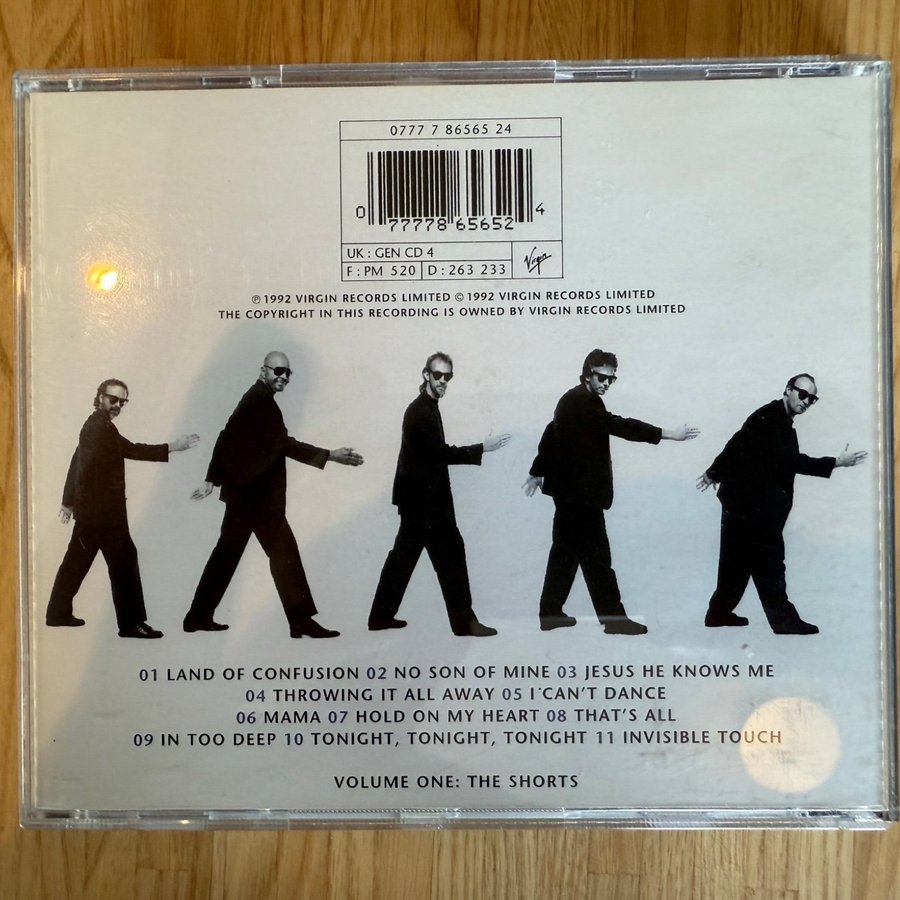 0777 7 86565 24
0 77778 65652 4
UK : GEN CD 4
F : PM 520 D : 263 233
Virgin
℗ 1992 VIRGIN RECORDS LIMITED © 1992 VIRGIN RECORDS LIMITED
THE COPYRIGHT IN THIS RECORDING IS OWNED BY VIRGIN RECORDS LIMITED
01 LAND OF CONFUSION 02 NO SON OF MINE 03 JESUS HE KNOWS ME
04 THROWING IT ALL AWAY 05 I CAN'T DANCE
06 MAMA 07 HOLD ON MY HEART 08 THAT'S ALL
09 IN TOO DEEP 10 TONIGHT, TONIGHT, TONIGHT 11 INVISIBLE TOUCH
VOLUME ONE: THE SHORTS